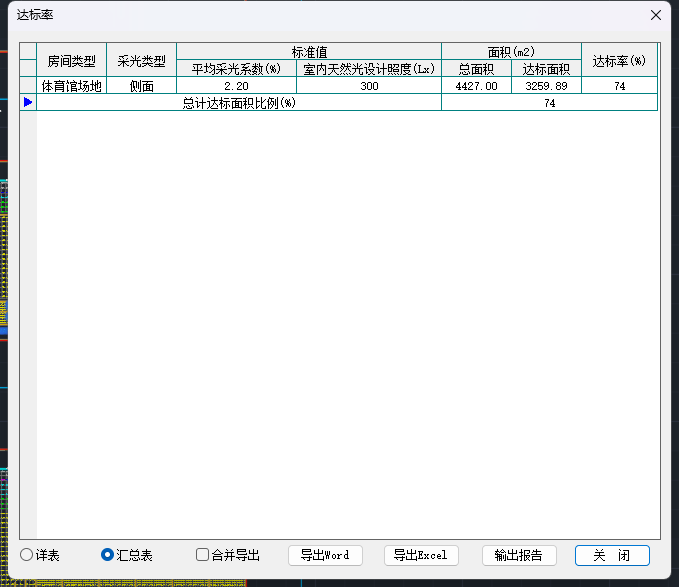 达标率
房间类型 采光类型 标准值 面积(m2) 达标率(%)
平均采光系数(%) 室内天然光设计照度(Lx) 总面积 达标面积
体育馆场地 侧面 2.20 300 4427.00 3259.89 74
总计达标面积比例(%) 74
详表 汇总表 合并导出 导出Word 导出Excel 输出报告 关 闭